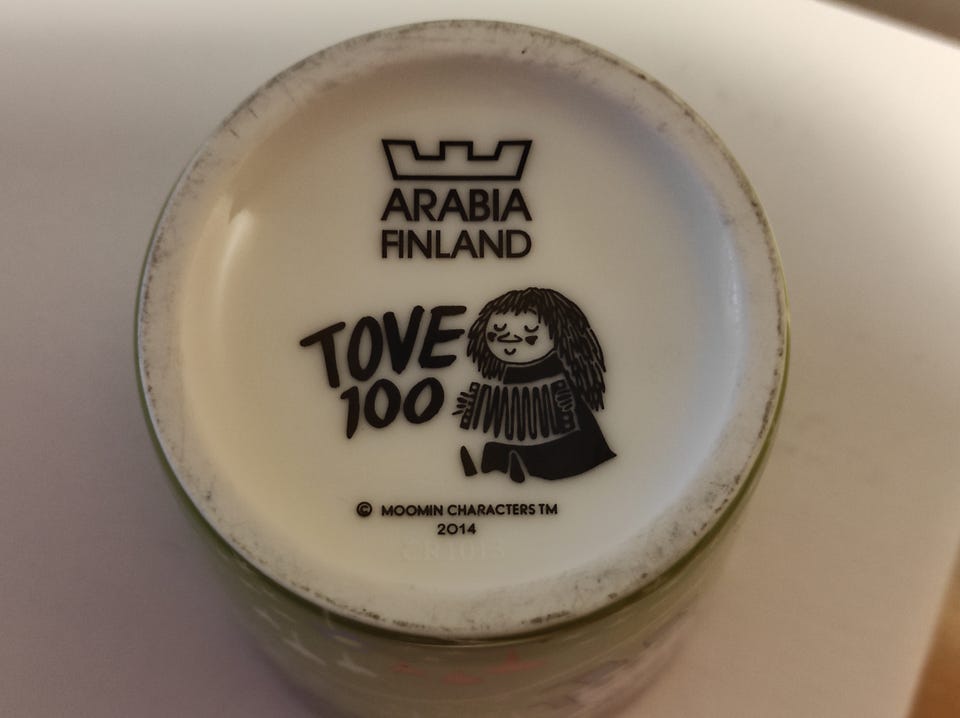 ARABIA
FINLAND
TOVE
100
© MOOMIN CHARACTERS TM
2014